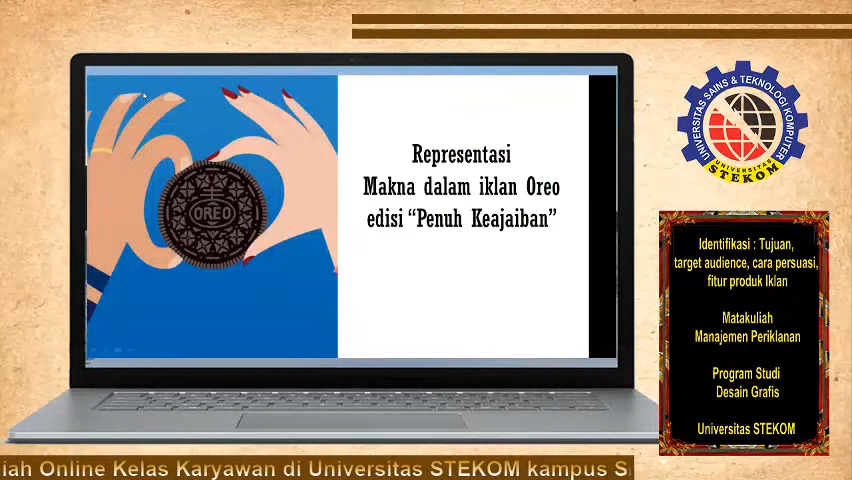 OREO
Representasi
Makna dalam iklan Oreo
edisi “Penuh Keajaiban”
UNIVERSITAS SAINS & TEKNOLOGI KOMPUTER
UNIVERSITAS
STEKOM
Identifikasi : Tujuan,
target audience, cara persuasi,
fitur produk Iklan
Matakuliah
Manajemen Periklanan
Program Studi
Desain Grafis
Universitas STEKOM
iah Online Kelas Karyawan di Universitas STEKOM kampus S